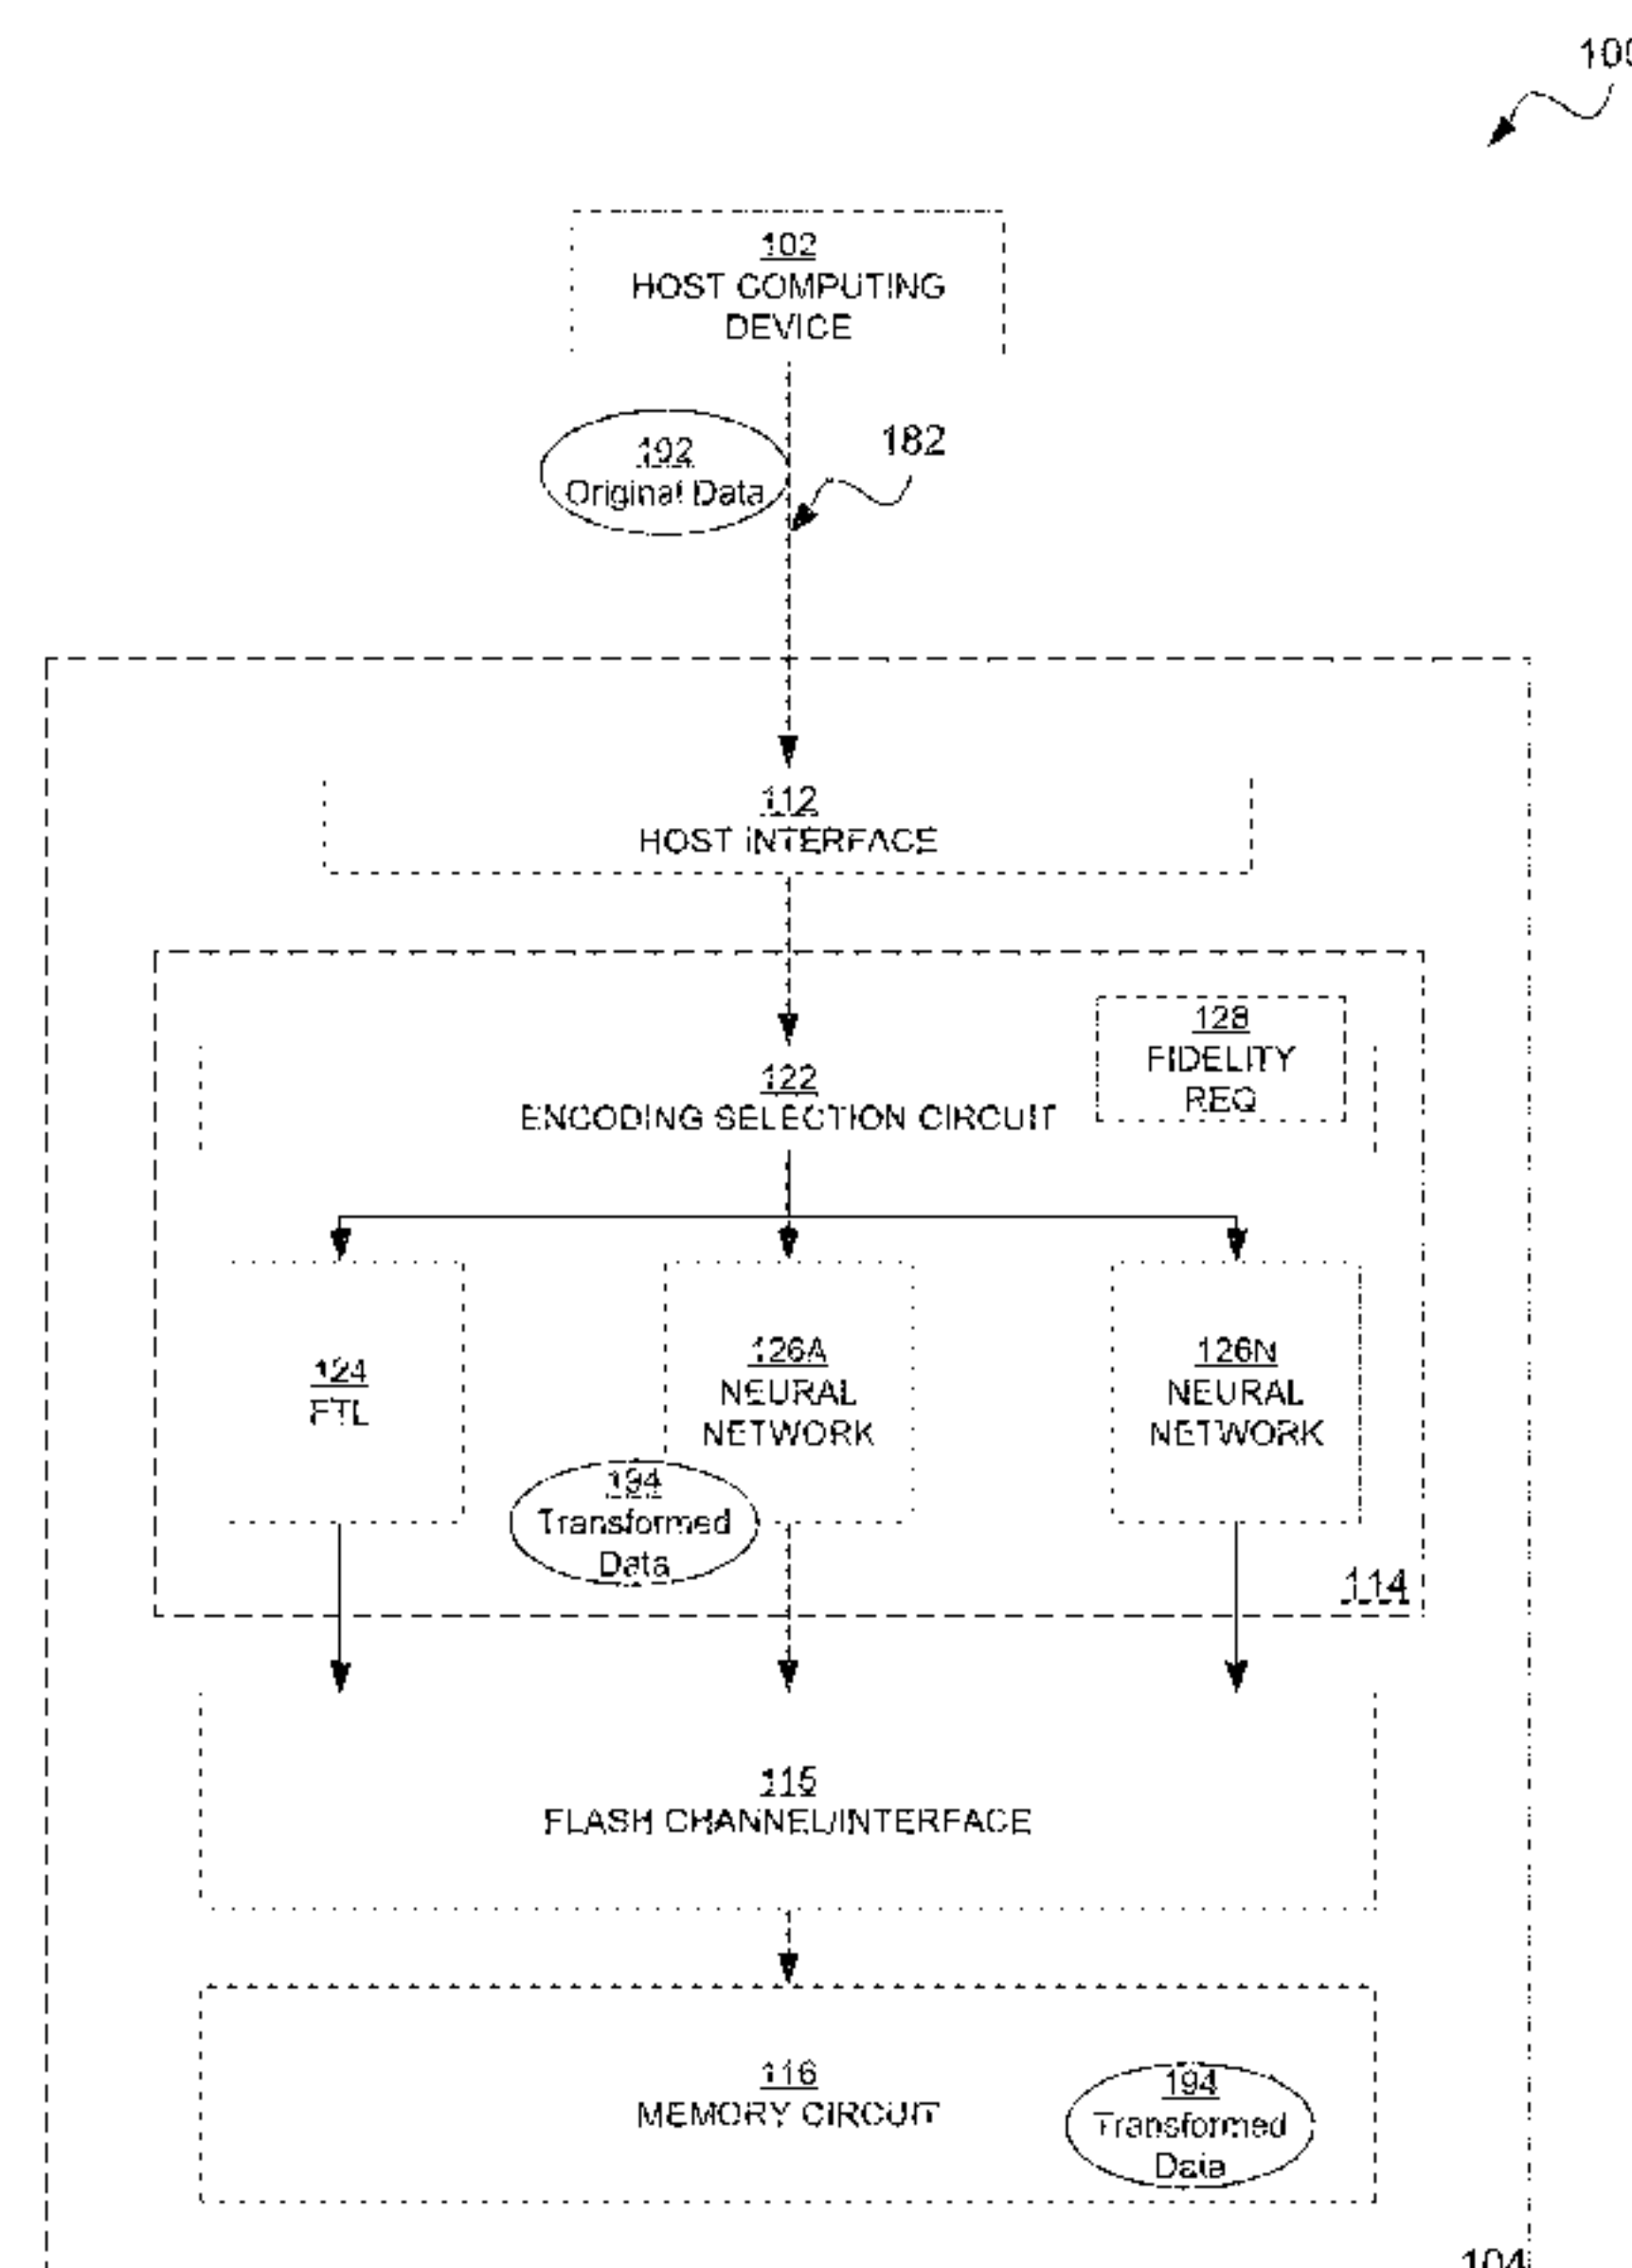 102
HOST COMPUTING
DEVICE
192
Original Data
182
112
HOST INTERFACE
128
FIDELITY
REQ
122
ENCODING SELECTION CIRCUIT
124
FTL
126A
NEURAL
NETWORK
126N
NEURAL
NETWORK
194
Transformed
Data
114
115
FLASH CHANNEL/INTERFACE
116
MEMORY CIRCUIT
194
Transformed
Data
104